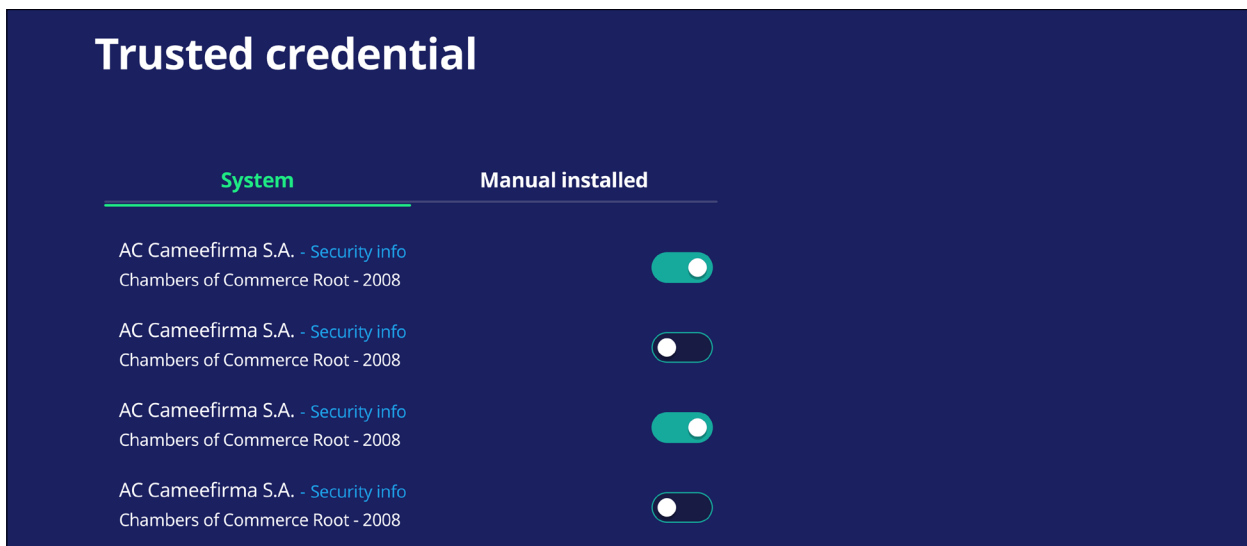 Trusted credential
System
Manual installed
AC Cameefirma S.A. - Security info
Chambers of Commerce Root - 2008
AC Cameefirma S.A. - Security info
Chambers of Commerce Root - 2008
AC Cameefirma S.A. - Security info
Chambers of Commerce Root - 2008
AC Cameefirma S.A. - Security info
Chambers of Commerce Root - 2008